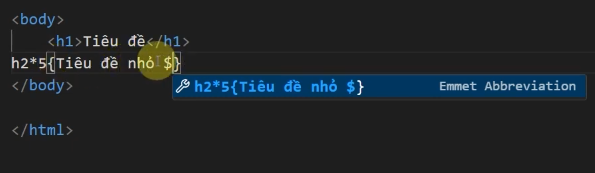 <body>
<h1>Tiêu đề</h1>
h2*5{Tiêu đề nhỏ $}
h2*5{Tiêu đề nhỏ $} Emmet Abbreviation
</body>
</html>